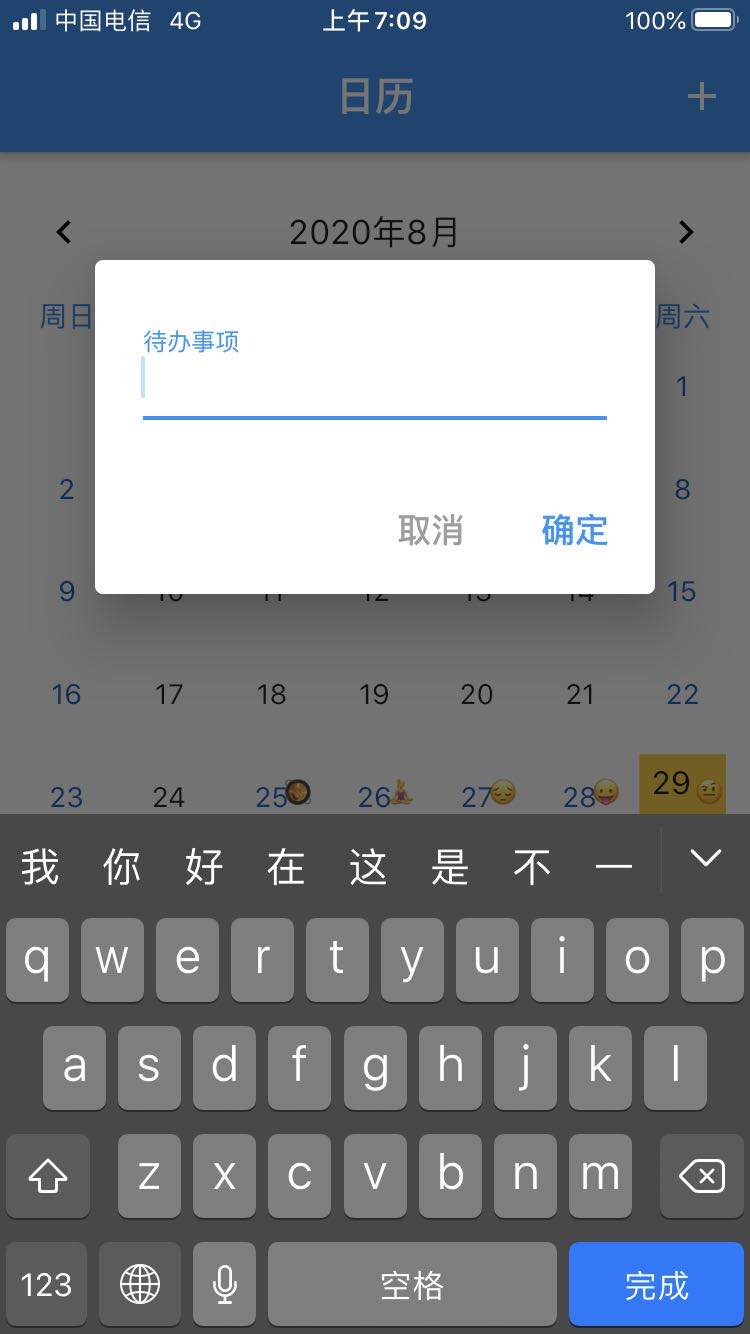 中国电信 4G 上午7:09 100%
日历 +
2020年8月
周日 周六
待办事项
1
2 8
取消 确定
9 10 11 12 13 14 15
16 17 18 19 20 21 22
23 24 25 26 27 28 29
我 你 好 在 这 是 不 一
q w e r t y u i o p
a s d f g h j k l
z x c v b n m
123 空格 完成